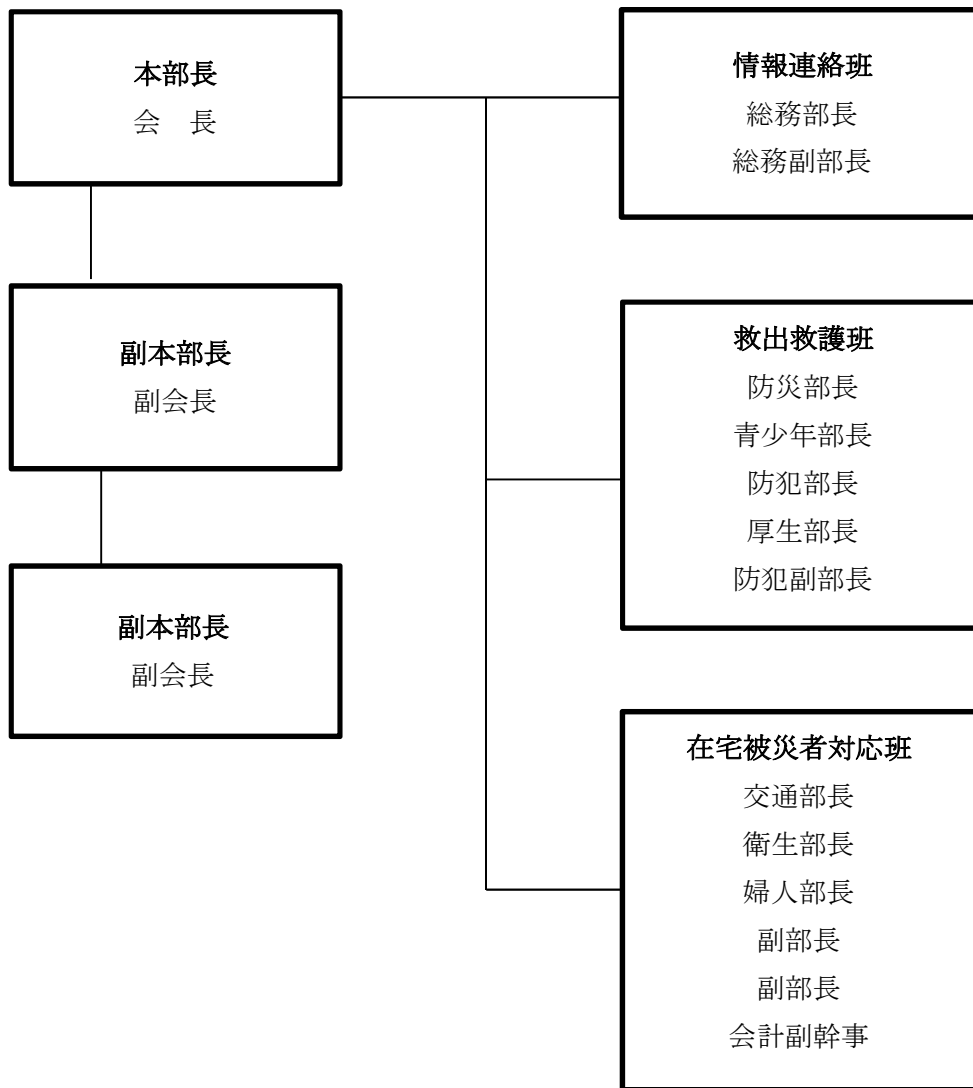 本部長
会　長
副本部長
副会長
副本部長
副会長
情報連絡班
総務部長
総務副部長
救出救護班
防災部長
青少年部長
防犯部長
厚生部長
防犯副部長
在宅被災者対応班
交通部長
衛生部長
婦人部長
副部長
副部長
会計副幹事